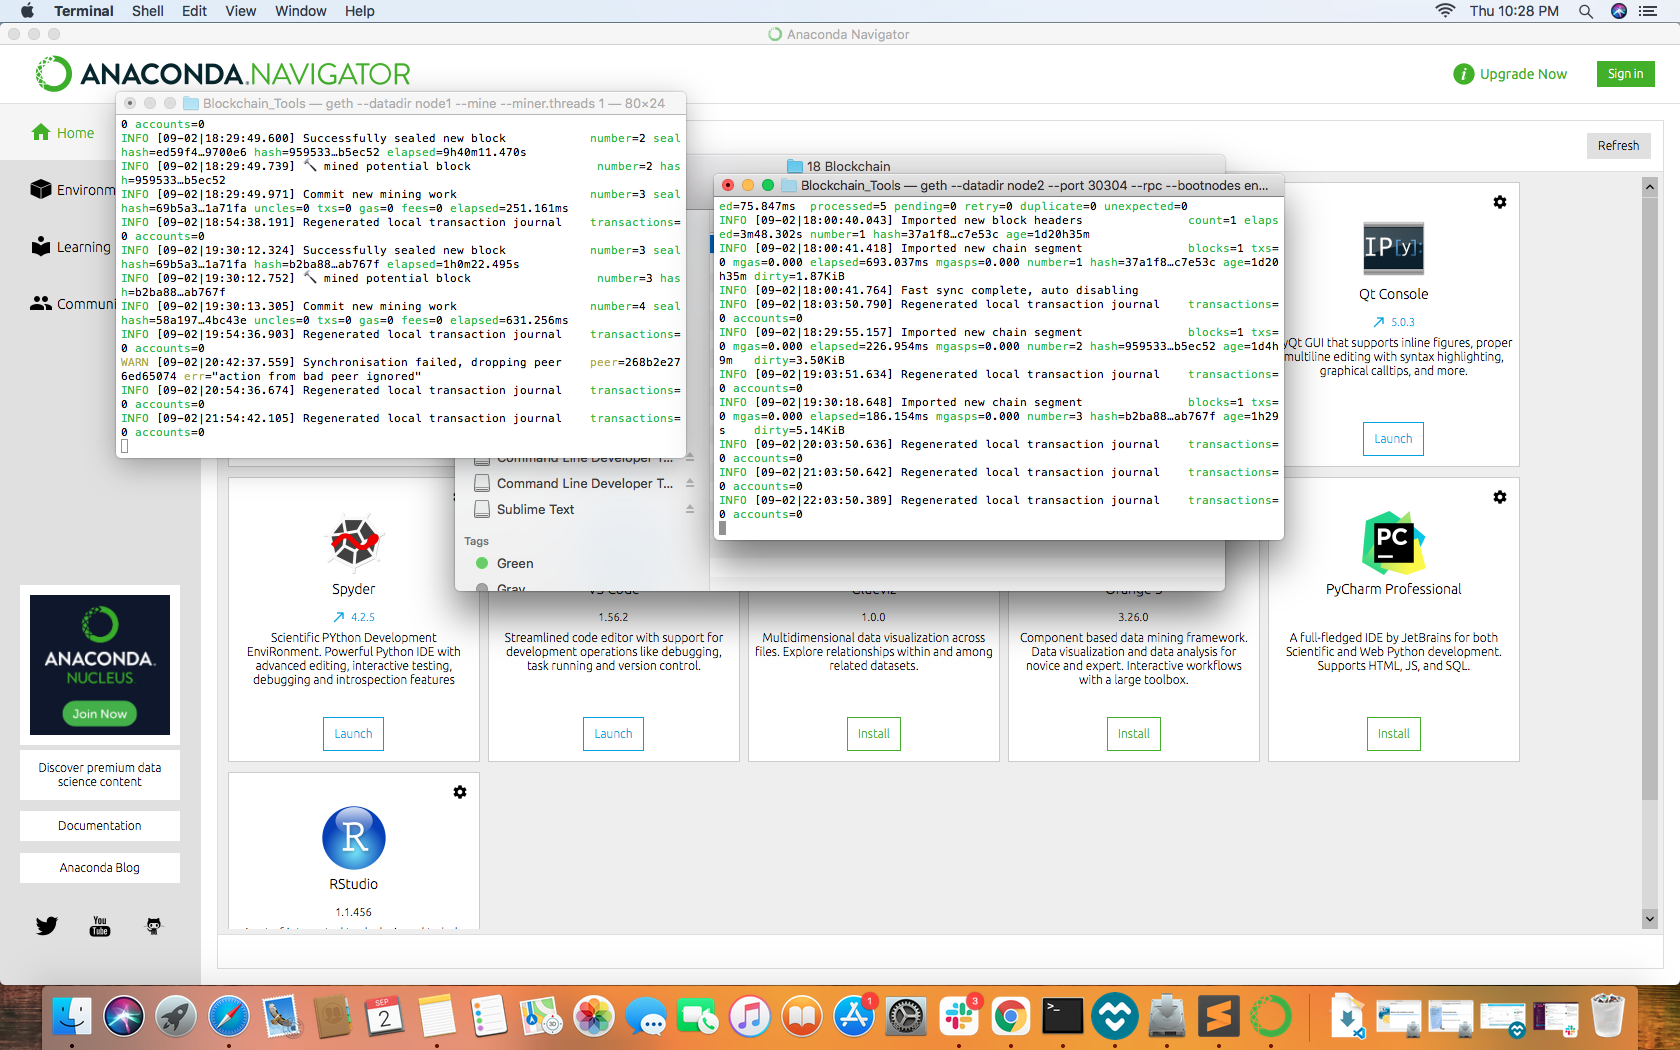 Terminal Shell Edit View Window Help
Thu 10:28 PM
Anaconda Navigator
ANACONDA.NAVIGATOR
Upgrade Now
Sign in
Home
Learning
Refresh
Blockchain_Tools — geth --datadir node1 --mine --miner.threads 1 — 80×24
0 accounts=0
INFO [09-02|18:29:49.600] Successfully sealed new block number=2 seal
hash=ed59f4…9700e6 hash=959533…b5ec52 elapsed=9h40m11.470s
INFO [09-02|18:29:49.739] 🔨 mined potential block number=2 has
h=959533…b5ec52
INFO [09-02|18:29:49.971] Commit new mining work number=3 seal
hash=69b5a3…1a71fa uncles=0 txs=0 gas=0 fees=0 elapsed=251.161ms
INFO [09-02|18:54:38.191] Regenerated local transaction journal transactions=
0 accounts=0
INFO [09-02|19:30:12.324] Successfully sealed new block number=3 seal
hash=69b5a3…1a71fa hash=b2ba88…ab767f elapsed=1h0m22.495s
INFO [09-02|19:30:12.752] 🔨 mined potential block number=3 has
h=b2ba88…ab767f
INFO [09-02|19:30:13.305] Commit new mining work number=4 seal
hash=58a197…4bc43e uncles=0 txs=0 gas=0 fees=0 elapsed=631.256ms
INFO [09-02|19:54:36.903] Regenerated local transaction journal transactions=
0 accounts=0
WARN [09-02|20:42:37.559] Synchronisation failed, dropping peer peer=268b2e27
6ed65074 err="action from bad peer ignored"
INFO [09-02|20:54:36.674] Regenerated local transaction journal transactions=
0 accounts=0
INFO [09-02|21:54:42.105] Regenerated local transaction journal transactions=
0 accounts=0
18 Blockchain
Blockchain_Tools — geth --datadir node2 --port 30304 --rpc --bootnodes en...
ed=75.847ms processed=5 pending=0 retry=0 duplicate=0 unexpected=0
INFO [09-02|18:00:40.043] Imported new block headers count=1 elaps
ed=3m48.302s number=1 hash=37a1f8…c7e53c age=1d20h35m
INFO [09-02|18:00:41.418] Imported new chain segment blocks=1 txs=
0 mgas=0.000 elapsed=693.037ms mgasps=0.000 number=1 hash=37a1f8…c7e53c age=1d20
h35m dirty=1.87KiB
INFO [09-02|18:00:41.764] Fast sync complete, auto disabling
INFO [09-02|18:03:50.790] Regenerated local transaction journal transactions=
0 accounts=0
INFO [09-02|18:29:55.157] Imported new chain segment blocks=1 txs=
0 mgas=0.000 elapsed=226.954ms mgasps=0.000 number=2 hash=959533…b5ec52 age=1d4h
9m dirty=3.50KiB
INFO [09-02|19:03:51.634] Regenerated local transaction journal transactions=
0 accounts=0
INFO [09-02|19:30:18.648] Imported new chain segment blocks=1 txs=
0 mgas=0.000 elapsed=186.154ms mgasps=0.000 number=3 hash=b2ba88…ab767f age=1h29
s dirty=5.14KiB
INFO [09-02|20:03:50.636] Regenerated local transaction journal transactions=
0 accounts=0
INFO [09-02|21:03:50.642] Regenerated local transaction journal transactions=
0 accounts=0
INFO [09-02|22:03:50.389] Regenerated local transaction journal transactions=
0 accounts=0
Command Line Developer T...
Command Line Developer T...
Sublime Text
Tags
Green
Gray
IP[y]:
Qt Console
5.0.3
PyQt GUI that supports inline figures, proper
multiline editing with syntax highlighting,
graphical calltips, and more.
Launch
Spyder
4.2.5
Scientific PYthon Development
EnviRonment. Powerful Python IDE with
advanced editing, interactive testing,
debugging and introspection features
Launch
VS Code
1.56.2
Streamlined code editor with support for
development operations like debugging,
task running and version control.
Launch
Glueviz
1.0.0
Multidimensional data visualization across
files. Explore relationships within and among
related datasets.
Install
Orange 3
3.26.0
Component based data mining framework.
Data visualization and data analysis for
novice and expert. Interactive workflows
with a large toolbox.
Install
PC
PyCharm Professional
A full-fledged IDE by JetBrains for both
Scientific and Web Python development.
Supports HTML, JS, and SQL.
Install
R
RStudio
1.1.456
ANACONDA.
NUCLEUS
Join Now
Discover premium data
science content
Documentation
Anaconda Blog
You
Tube
SEP
2
1
3